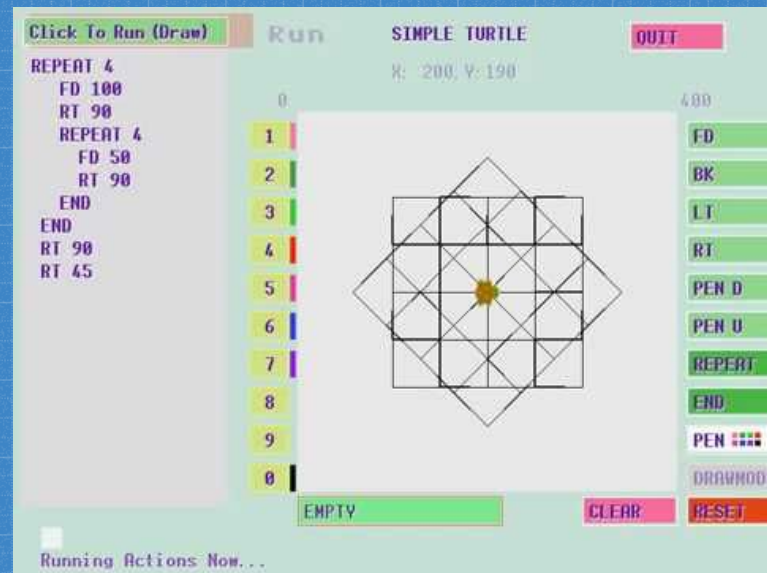 Click To Run (Draw)
Run
SIMPLE TURTLE
QUIT
X: 200, Y: 190
0
400
REPEAT 4
FD 100
RT 90
REPEAT 4
FD 50
RT 90
END
END
RT 90
RT 45
1
2
3
4
5
6
7
8
9
0
FD
BK
LT
RT
PEN D
PEN U
REPEAT
END
PEN
DRAWMOD
RESET
EMPTY
CLEAR
Running Actions Now...